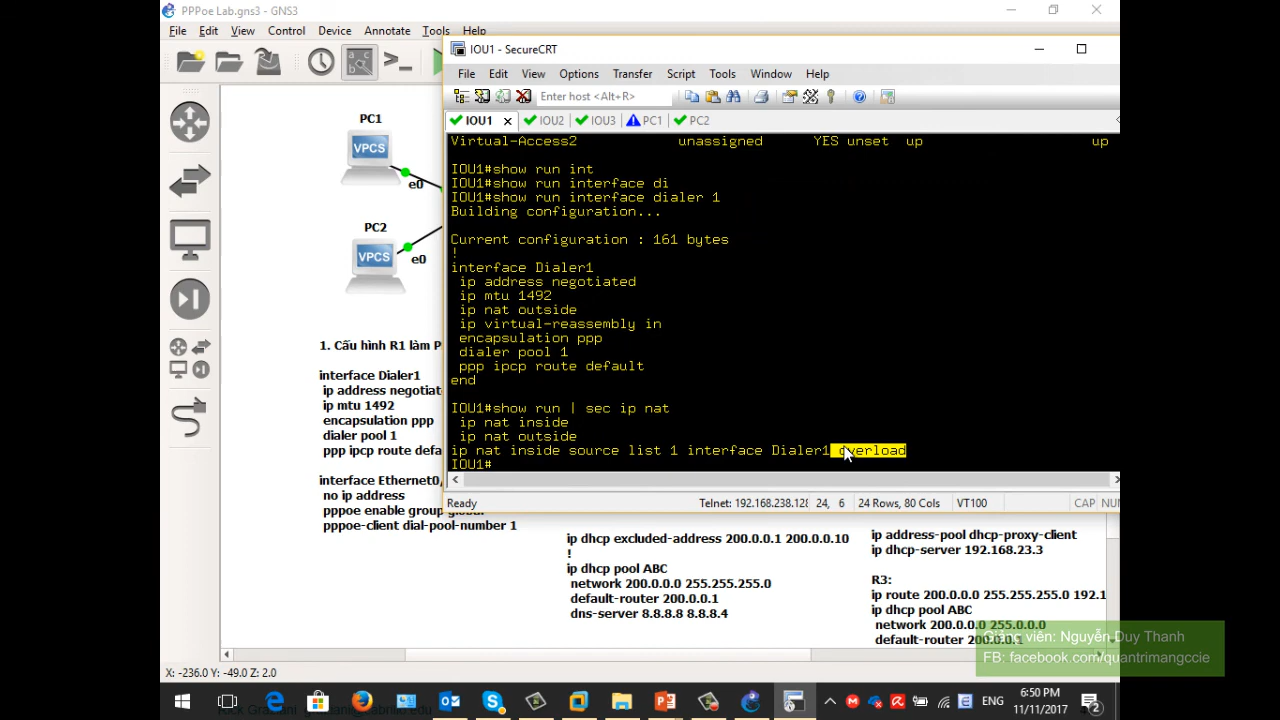 PPPoe Lab.gns3 - GNS3
File Edit View Control Device Annotate Tools Help
IOU1 - SecureCRT
File Edit View Options Transfer Script Tools Window Help
Enter host <Alt+R>
IOU1 IOU2 IOU3 PC1 PC2
PC1
VPCS
e0
PC2
VPCS
e0
Virtual-Access2 unassigned YES unset up up
IOU1#show run int
IOU1#show run interface di
IOU1#show run interface dialer 1
Building configuration...
Current configuration : 161 bytes
!
interface Dialer1
ip address negotiated
ip mtu 1492
ip nat outside
ip virtual-reassembly in
encapsulation ppp
dialer pool 1
ppp ipcp route default
end
IOU1#show run | sec ip nat
ip nat inside
ip nat outside
ip nat inside source list 1 interface Dialer1 overload
IOU1#
Ready Telnet: 192.168.238.128 24, 6 24 Rows, 80 Cols VT100 CAP NUM
1. Cấu hình R1 làm P
interface Dialer1
ip address negotiate
ip mtu 1492
encapsulation ppp
dialer pool 1
ppp ipcp route defa
interface Ethernet0/
no ip address
pppoe enable group global
pppoe-client dial-pool-number 1
ip dhcp excluded-address 200.0.0.1 200.0.0.10
!
ip dhcp pool ABC
network 200.0.0.0 255.255.255.0
default-router 200.0.0.1
dns-server 8.8.8.8 8.8.8.4
ip address-pool dhcp-proxy-client
ip dhcp-server 192.168.23.3
R3:
ip route 200.0.0.0 255.255.255.0 192.1
ip dhcp pool ABC
network 200.0.0.0 255.0.0.0
default-router 200.0.0.1
Giảng viên: Nguyễn Duy Thanh
FB: facebook.com/quantrimangccie
X: -236.0 Y: -49.0 Z: 2.0
ENG
6:50 PM
11/11/2017
2